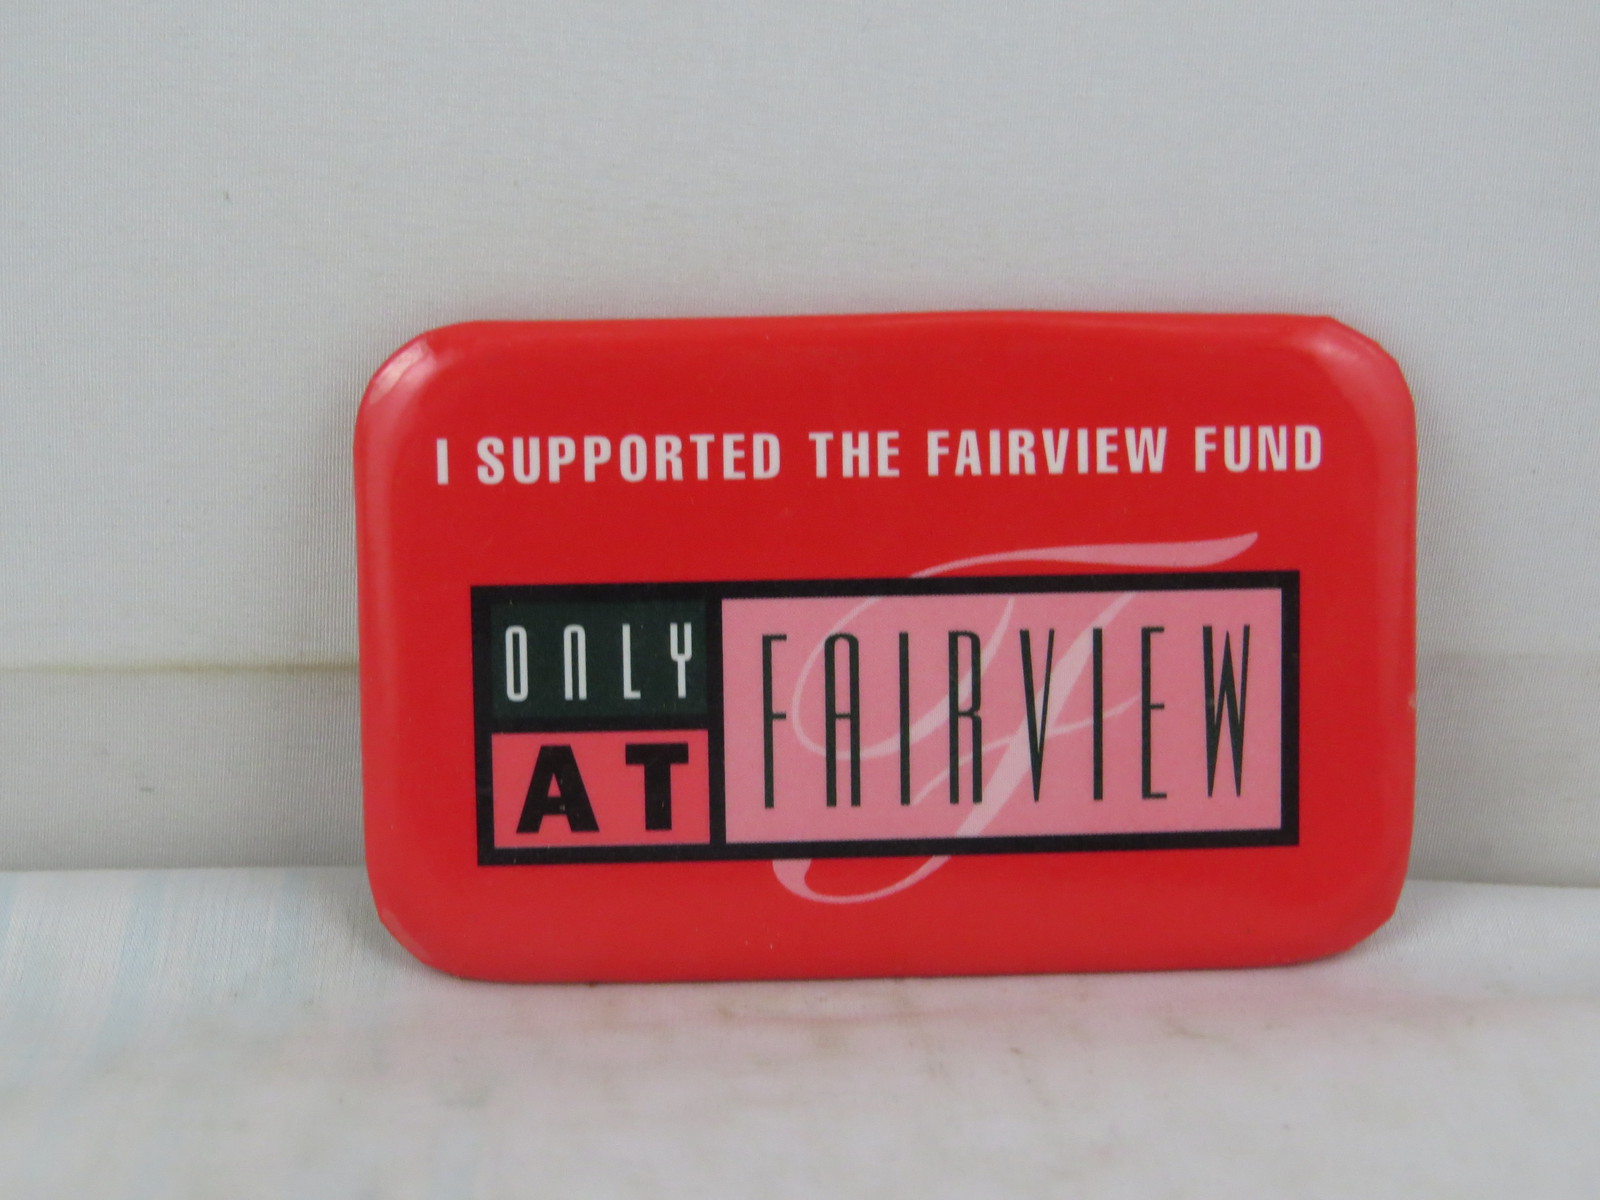 I SUPPORTED THE FAIRVIEW FUND
ONLY
AT
FAIRVIEW
F